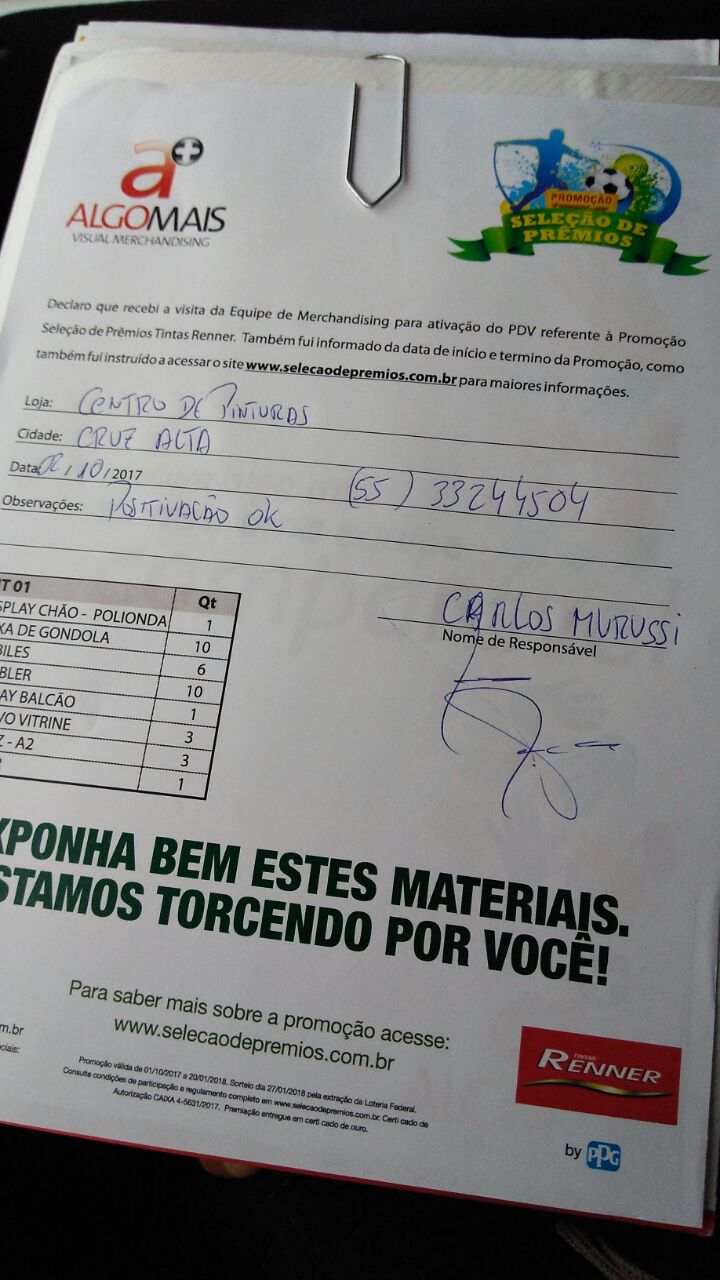 a+
ALGOMAIS
VISUAL MERCHANDISING
PROMOÇÃO
SELEÇÃO DE
PRÊMIOS
Declaro que recebi a visita da Equipe de Merchandising para ativação do PDV referente à Promoção
Seleção de Prêmios Tintas Renner. Também fui informado da data de início e termino da Promoção, como
também fui instruído a acessar o site www.selecaodepremios.com.br para maiores informações.
Loja: CENTRO DE PINTURAS
Cidade: CRUZ ALTA
Data: /10/2017 (55) 33244504
Observações: POSITIVAÇÃO OK
IT 01 Qt
SPLAY CHÃO - POLIONDA 1
XA DE GONDOLA 10
BILES 6
BLER 10
AY BALCÃO 1
VO VITRINE 3
Z - A2 3
1
CARLOS MURUSSI
Nome de Responsável
XPONHA BEM ESTES MATERIAIS.
STAMOS TORCENDO POR VOCÊ!
Para saber mais sobre a promoção acesse:
www.selecaodepremios.com.br
m.br
ciais:
Promoção válida de 01/10/2017 a 20/01/2018. Sorteio dia 27/01/2018 pela extração da Loteria Federal.
Consulte condições de participação e regulamento completo em www.selecaodepremios.com.br. Certi cado de
Autorização CAIXA 4-5631/2017. Premiação entregue em certi cado de ouro.
TINTAS
RENNER
by PPG